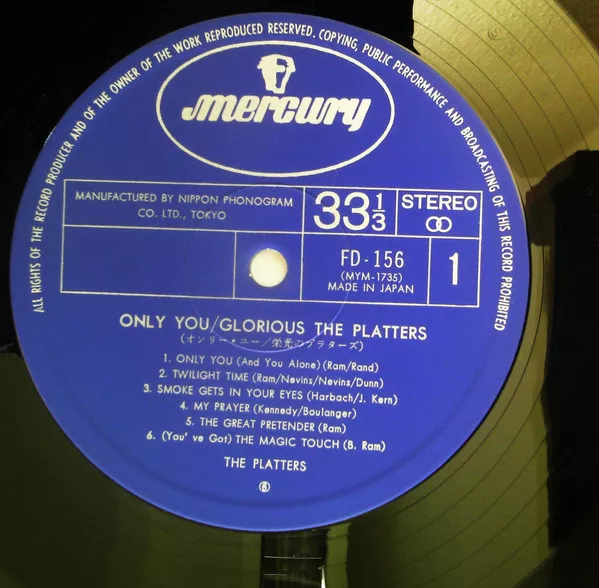 ALL RIGHTS OF THE RECORD PRODUCER AND OF THE OWNER OF THE WORK REPRODUCED RESERVED. COPYING, PUBLIC PERFORMANCE AND BROADCASTING OF THIS RECORD PROHIBITED
mercury
MANUFACTURED BY NIPPON PHONOGRAM
CO. LTD., TOKYO
33 1/3
STEREO
FD-156
(MYM-1735)
MADE IN JAPAN
1
ONLY YOU/GLORIOUS THE PLATTERS
(オンリー・ユー/栄光のプラターズ)
1. ONLY YOU (And You Alone) (Ram/Rand)
2. TWILIGHT TIME (Ram/Nevins/Nevins/Dunn)
3. SMOKE GETS IN YOUR EYES (Harbach/J. Kern)
4. MY PRAYER (Kennedy/Boulanger)
5. THE GREAT PRETENDER (Ram)
6. (You've Got) THE MAGIC TOUCH (B. Ram)
THE PLATTERS